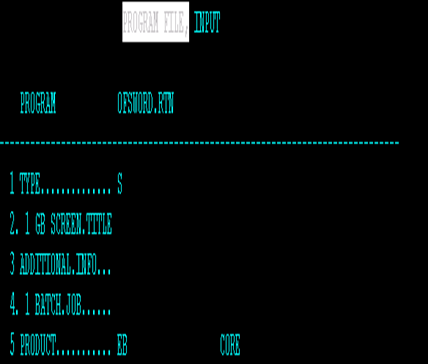 PROGRAM FILE, INPUT
PROGRAM OFSWORD.RTN
1 TYPE............. S
2. 1 GB SCREEN.TITLE
3 ADDITIONAL.INFO...
4. 1 BATCH.JOB......
5 PRODUCT.......... EB CORE